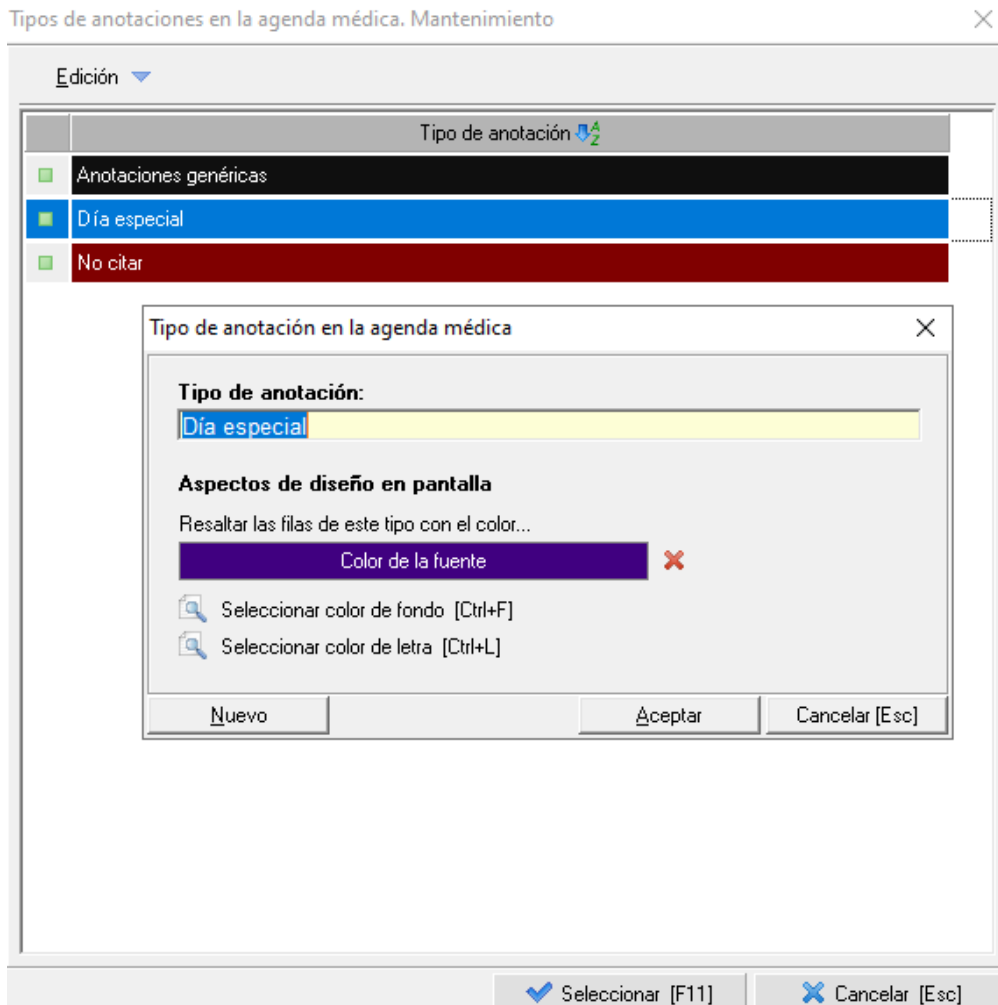 Tipos de anotaciones en la agenda médica. Mantenimiento
Edición
Tipo de anotación
Anotaciones genéricas
Día especial
No citar
Tipo de anotación en la agenda médica
Tipo de anotación:
Día especial
Aspectos de diseño en pantalla
Resaltar las filas de este tipo con el color...
Color de la fuente
Seleccionar color de fondo [Ctrl+F]
Seleccionar color de letra [Ctrl+L]
Nuevo
Aceptar
Cancelar [Esc]
Seleccionar [F11]
Cancelar [Esc]